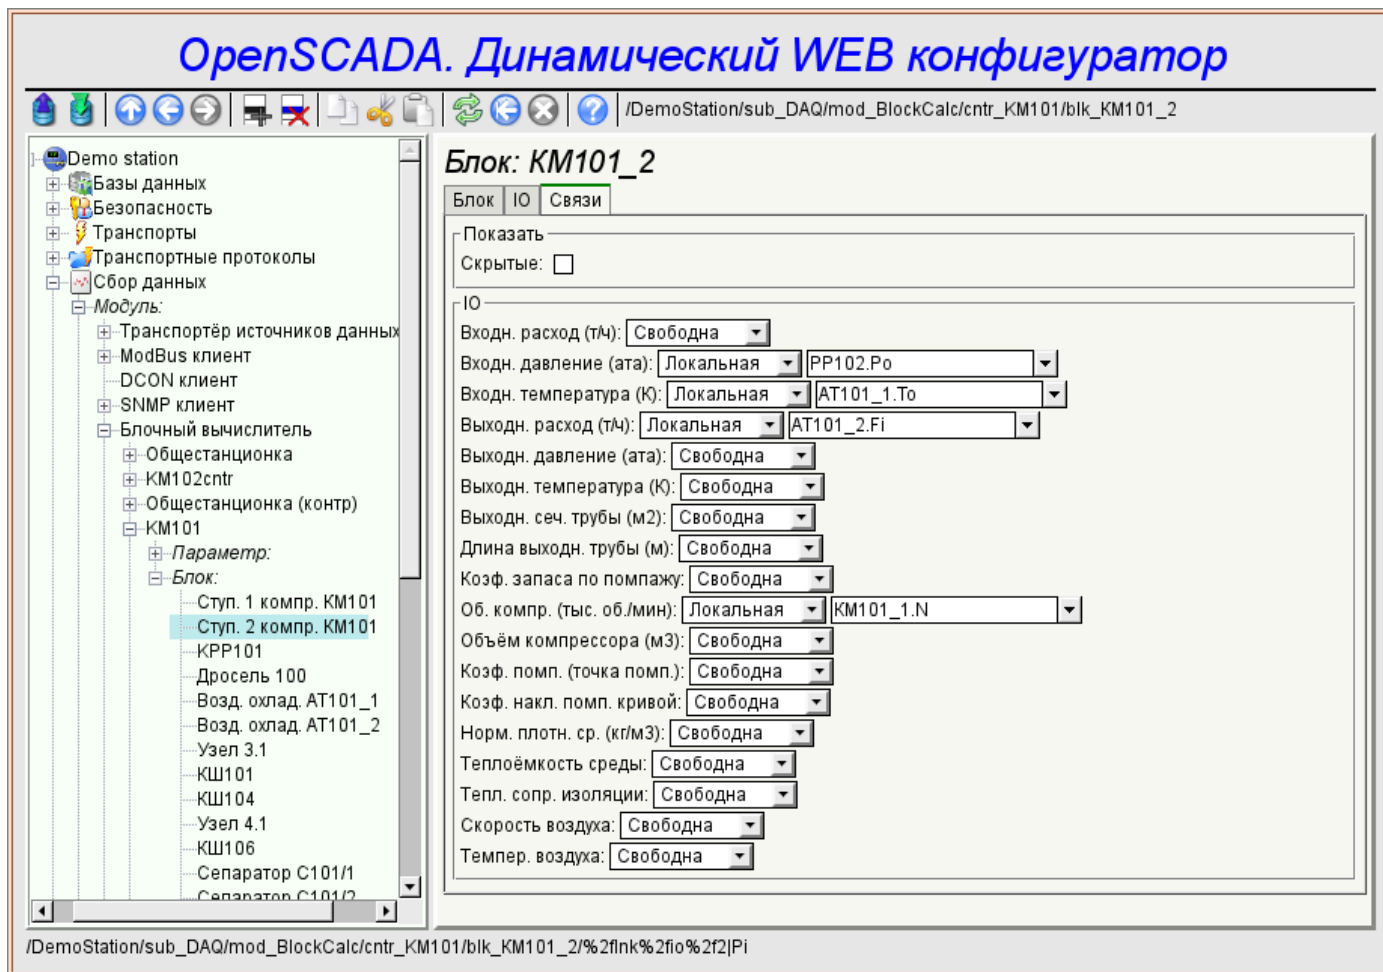 OpenSCADA. Динамический WEB конфигуратор
/DemoStation/sub_DAQ/mod_BlockCalc/cntr_KM101/blk_KM101_2
Demo station
Базы данных
Безопасность
Транспорты
Транспортные протоколы
Сбор данных
Модуль:
Транспортёр источников данных
ModBus клиент
DCON клиент
SNMP клиент
Блочный вычислитель
Общестанционка
KM102cntr
Общестанционка (контр)
KM101
Параметр:
Блок:
Ступ. 1 компр. КМ101
Ступ. 2 компр. КМ101
КРР101
Дросель 100
Возд. охлад. АТ101_1
Возд. охлад. АТ101_2
Узел 3.1
КШ101
КШ104
Узел 4.1
КШ106
Сепаратор С101/1
Сепаратор С101/2
Блок: KM101_2
Блок IO Связи
Показать
Скрытые:
IO
Входн. расход (т/ч): Свободна
Входн. давление (ата): Локальная PP102.Po
Входн. температура (К): Локальная AT101_1.To
Выходн. расход (т/ч): Локальная AT101_2.Fi
Выходн. давление (ата): Свободна
Выходн. температура (К): Свободна
Выходн. сеч. трубы (м2): Свободна
Длина выходн. трубы (м): Свободна
Коэф. запаса по помпажу: Свободна
Об. компр. (тыс. об./мин): Локальная KM101_1.N
Объём компрессора (м3): Свободна
Коэф. помп. (точка помп.): Свободна
Коэф. накл. помп. кривой: Свободна
Норм. плотн. ср. (кг/м3): Свободна
Теплоёмкость среды: Свободна
Тепл. сопр. изоляции: Свободна
Скорость воздуха: Свободна
Темпер. воздуха: Свободна
/DemoStation/sub_DAQ/mod_BlockCalc/cntr_KM101/blk_KM101_2/%2flnk%2fio%2f2|Pi